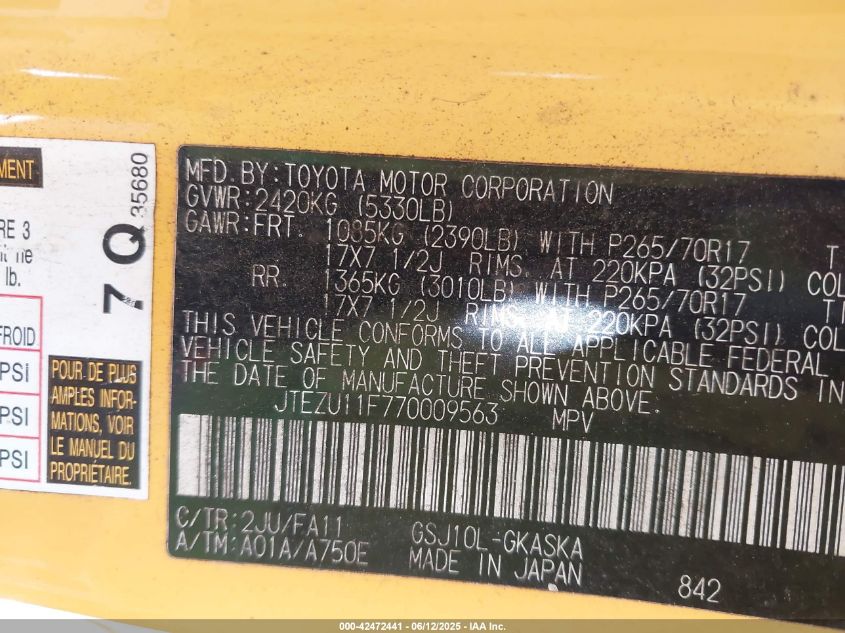 MENT
RE 3
lb.
FROID
PSI
PSI
PSI
7 Q 35680
POUR DE PLUS
AMPLES INFOR-
MATIONS, VOIR
LE MANUEL DU
PROPRIÉTAIRE.
MFD. BY: TOYOTA MOTOR CORPORATION
GVWR: 2420KG (5330LB)
GAWR: FRT. 1085KG (2390LB) WITH P265/70R17
17X7 1/2J RIMS, AT 220KPA (32PSI) COL
RR. 1365KG (3010LB) WITH P265/70R17
17X7 1/2J RIMS, AT 220KPA (32PSI) COL
THIS VEHICLE CONFORMS TO ALL APPLICABLE FEDERAL
VEHICLE SAFETY AND THEFT PREVENTION STANDARDS IN
THE DATE OF MANUFACTURE SHOWN ABOVE.
JTEZU11F770009563 MPV
C/TR: 2JU/FA11 GSJ10L-GKASKA
A/TM: A01A/A750E MADE IN JAPAN
842
000-42472441 - 06/12/2025 - IAA Inc.